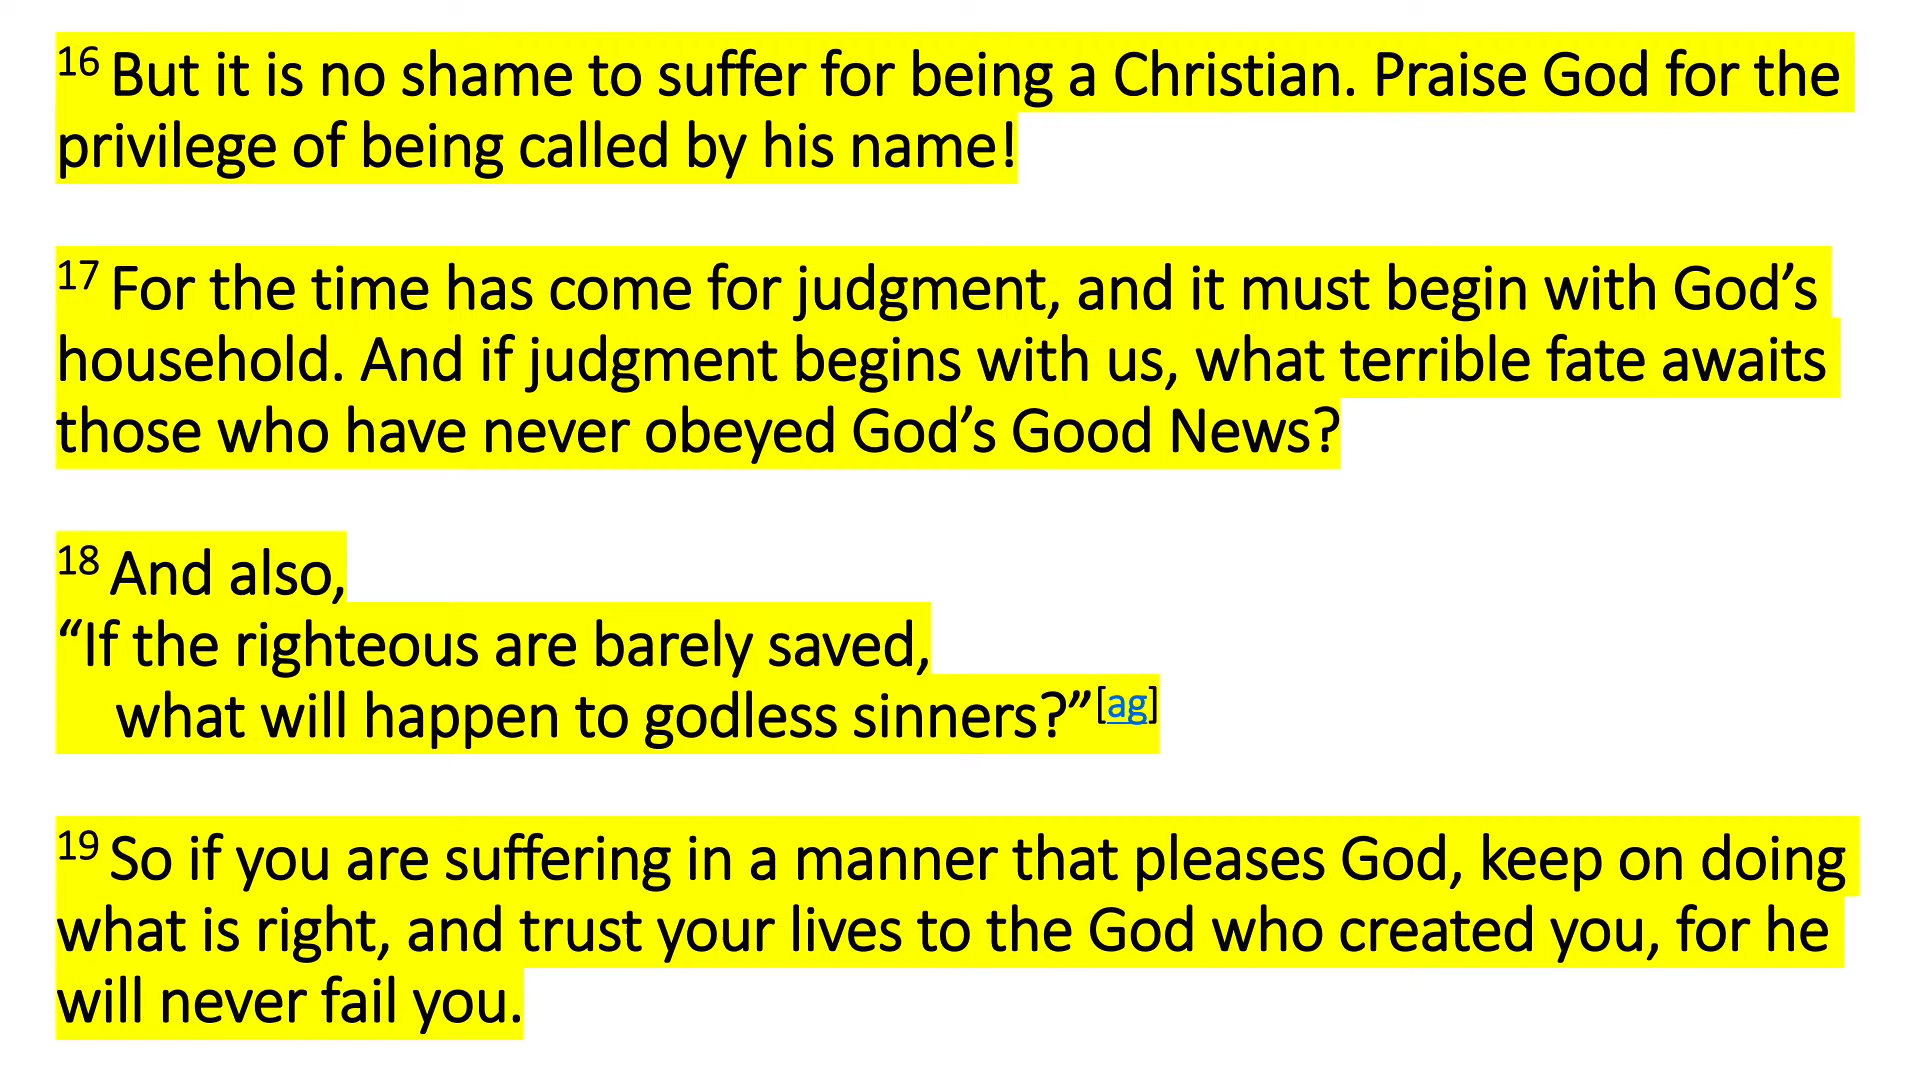 16 But it is no shame to suffer for being a Christian. Praise God for the
privilege of being called by his name!
17 For the time has come for judgment, and it must begin with God’s
household. And if judgment begins with us, what terrible fate awaits
those who have never obeyed God’s Good News?
18 And also,
“If the righteous are barely saved,
what will happen to godless sinners?”[ag]
19 So if you are suffering in a manner that pleases God, keep on doing
what is right, and trust your lives to the God who created you, for he
will never fail you.